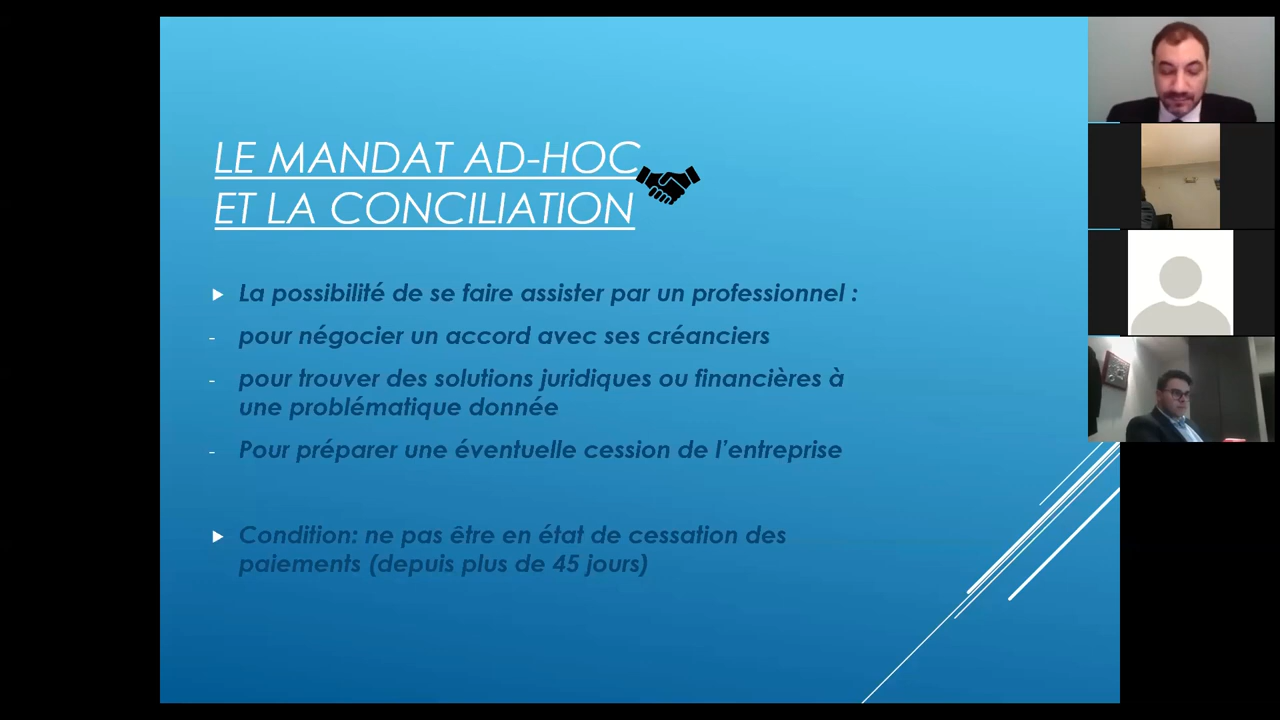 LE MANDAT AD-HOC
ET LA CONCILIATION
La possibilité de se faire assister par un professionnel :
- pour négocier un accord avec ses créanciers
- pour trouver des solutions juridiques ou financières à
une problématique donnée
- Pour préparer une éventuelle cession de l’entreprise
Condition: ne pas être en état de cessation des
paiements (depuis plus de 45 jours)